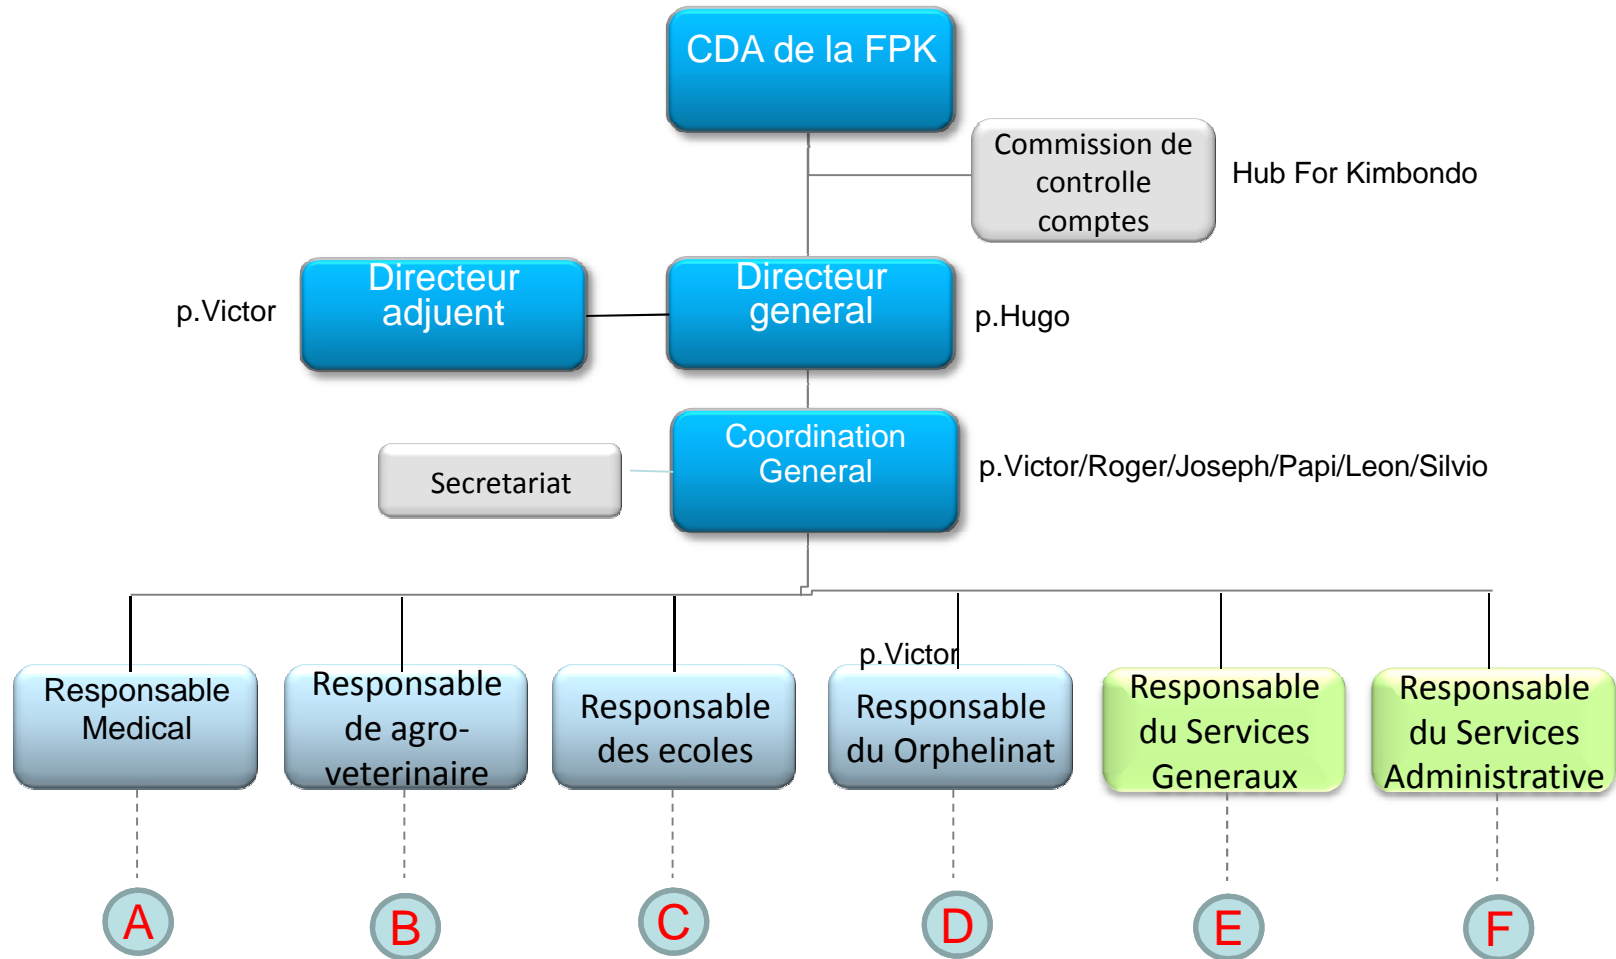 CDA de la FPK
Commission de
controlle
comptes
Hub For Kimbondo
p.Victor
Directeur
adjuent
Directeur
general
p.Hugo
Secretariat
Coordination
General
p.Victor/Roger/Joseph/Papi/Leon/Silvio
Responsable
Medical
Responsable
de agro-
veterinaire
Responsable
des ecoles
p.Victor
Responsable
du Orphelinat
Responsable
du Services
Generaux
Responsable
du Services
Administrative
A
B
C
D
E
F